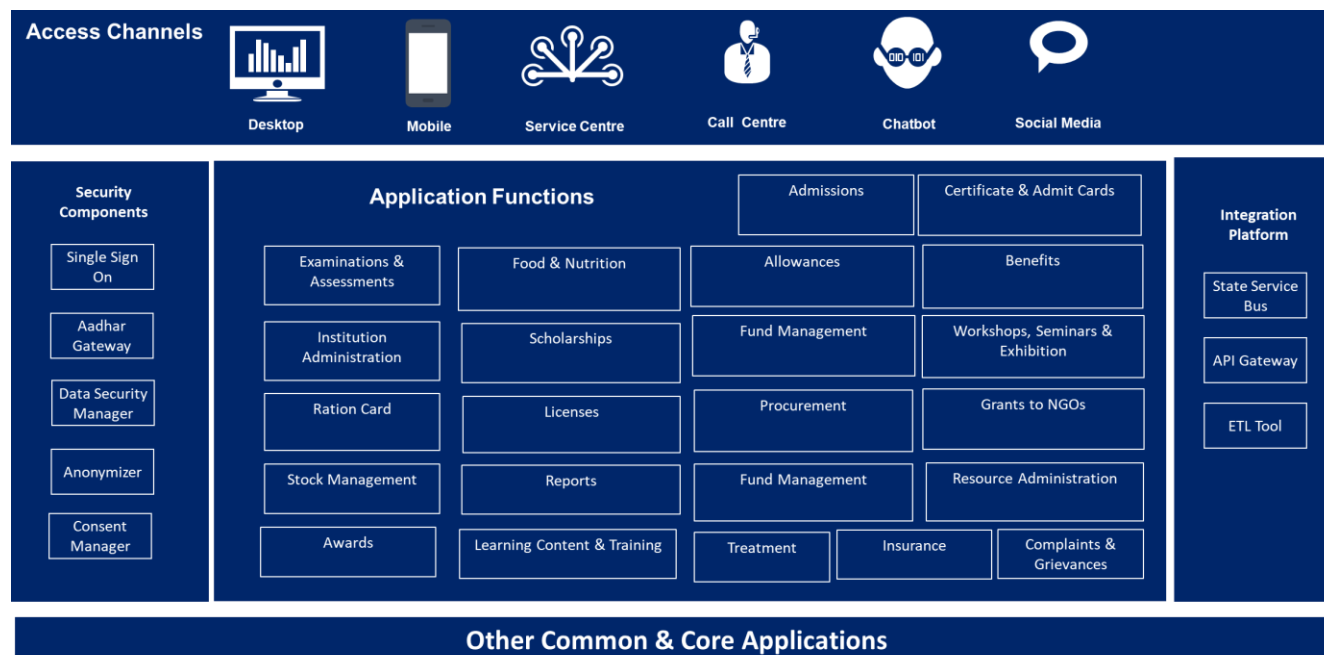 Access Channels
Desktop
Mobile
Service Centre
Call Centre
Chatbot
Social Media
010
101
Security
Components
Single Sign
On
Aadhar
Gateway
Data Security
Manager
Anonymizer
Consent
Manager
Application Functions
Admissions
Certificate & Admit Cards
Examinations &
Assessments
Food & Nutrition
Allowances
Benefits
Institution
Administration
Scholarships
Fund Management
Workshops, Seminars &
Exhibition
Ration Card
Licenses
Procurement
Grants to NGOs
Stock Management
Reports
Fund Management
Resource Administration
Awards
Learning Content & Training
Treatment
Insurance
Complaints &
Grievances
Integration
Platform
State Service
Bus
API Gateway
ETL Tool
Other Common & Core Applications